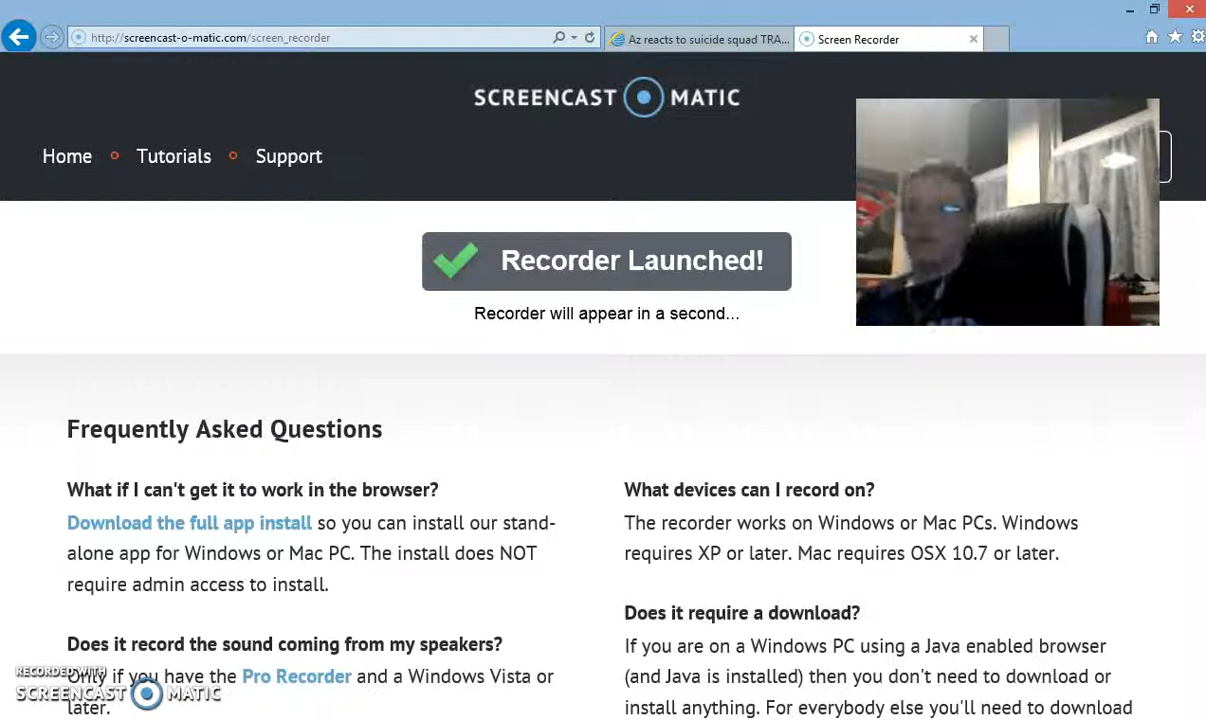 http://screencast-o-matic.com/screen_recorder
Az reacts to suicide squad TRA...
Screen Recorder
SCREENCAST MATIC
Home
Tutorials
Support
Recorder Launched!
Recorder will appear in a second...
Frequently Asked Questions
What if I can't get it to work in the browser?
Download the full app install so you can install our stand-
alone app for Windows or Mac PC. The install does NOT
require admin access to install.
Does it record the sound coming from my speakers?
Only if you have the Pro Recorder and a Windows Vista or
later.
What devices can I record on?
The recorder works on Windows or Mac PCs. Windows
requires XP or later. Mac requires OSX 10.7 or later.
Does it require a download?
If you are on a Windows PC using a Java enabled browser
(and Java is installed) then you don't need to download or
install anything. For everybody else you'll need to download
RECORDED WITH
SCREENCAST MATIC